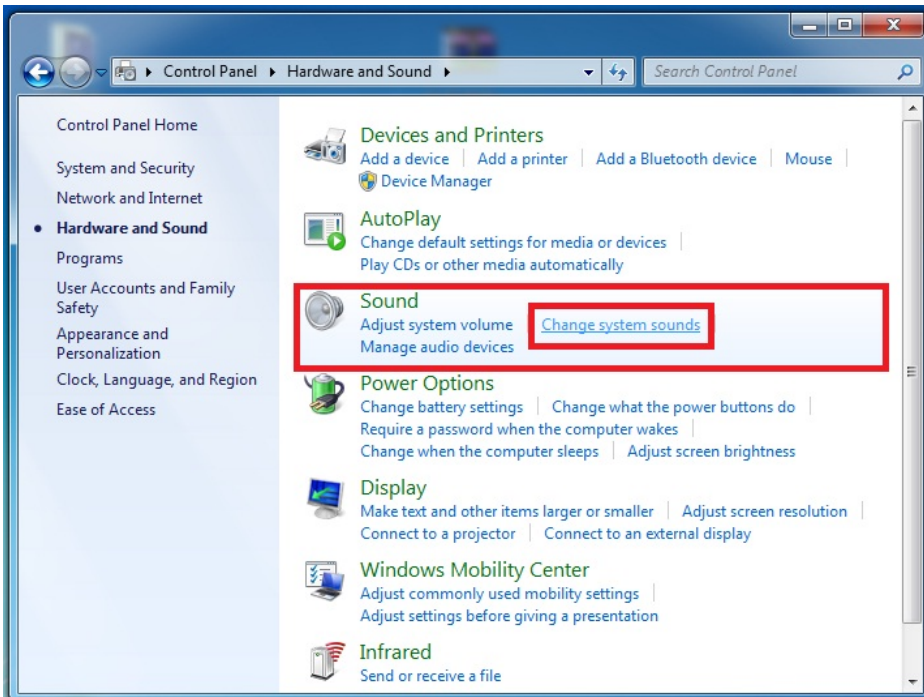 Control Panel Hardware and Sound
Search Control Panel
Control Panel Home
System and Security
Network and Internet
Hardware and Sound
Programs
User Accounts and Family
Safety
Appearance and
Personalization
Clock, Language, and Region
Ease of Access
Devices and Printers
Add a device Add a printer Add a Bluetooth device Mouse
Device Manager
AutoPlay
Change default settings for media or devices
Play CDs or other media automatically
Sound
Adjust system volume Change system sounds
Manage audio devices
Power Options
Change battery settings Change what the power buttons do
Require a password when the computer wakes
Change when the computer sleeps Adjust screen brightness
Display
Make text and other items larger or smaller Adjust screen resolution
Connect to a projector Connect to an external display
Windows Mobility Center
Adjust commonly used mobility settings
Adjust settings before giving a presentation
Infrared
Send or receive a file